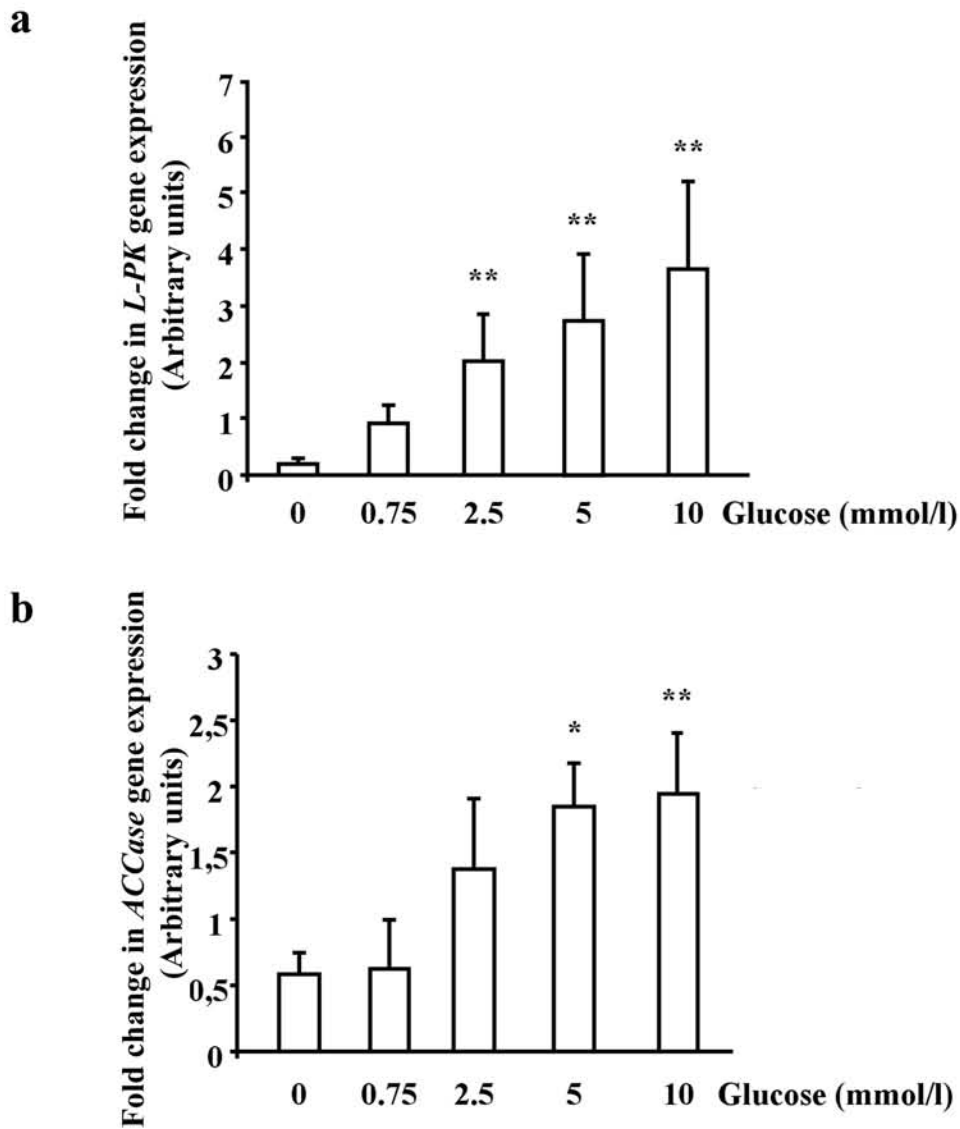 a
Fold change in L-PK gene expression
(Arbitrary units)
7
6
5
4
3
2
1
0
**
**
**
0 0.75 2.5 5 10 Glucose (mmol/l)
b
Fold change in ACCase gene expression
(Arbitrary units)
3
2,5
2
1,5
1
0,5
0
*
**
0 0.75 2.5 5 10 Glucose (mmol/l)